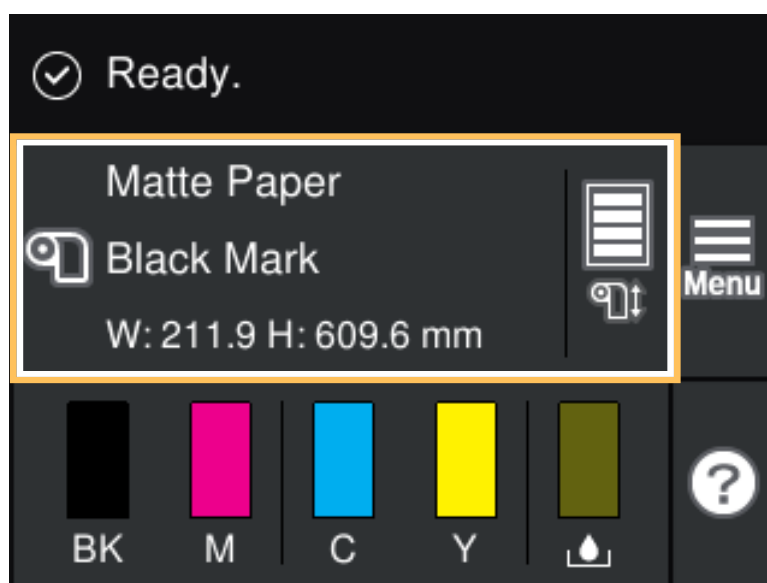 Ready.
Matte Paper
Black Mark
W: 211.9 H: 609.6 mm
Menu
BK M C Y
?